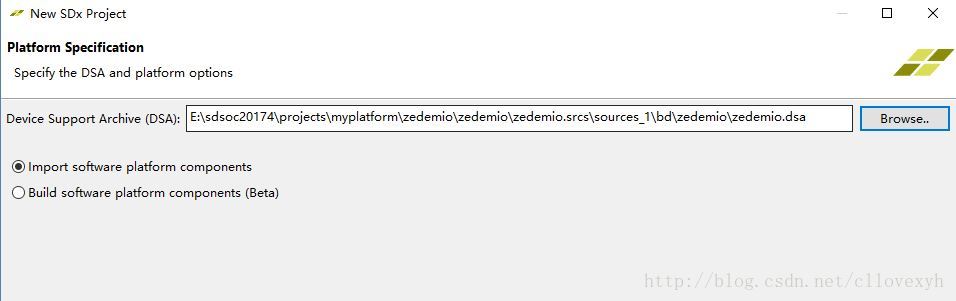 New SDx Project
Platform Specification
Specify the DSA and platform options
Device Support Archive (DSA): E:\sdsoc20174\projects\myplatform\zedemio\zedemio\zedemio.srcs\sources_1\bd\zedemio\zedemio.dsa Browse..
Import software platform components
Build software platform components (Beta)
http://blog.csdn.net/cllovexyh